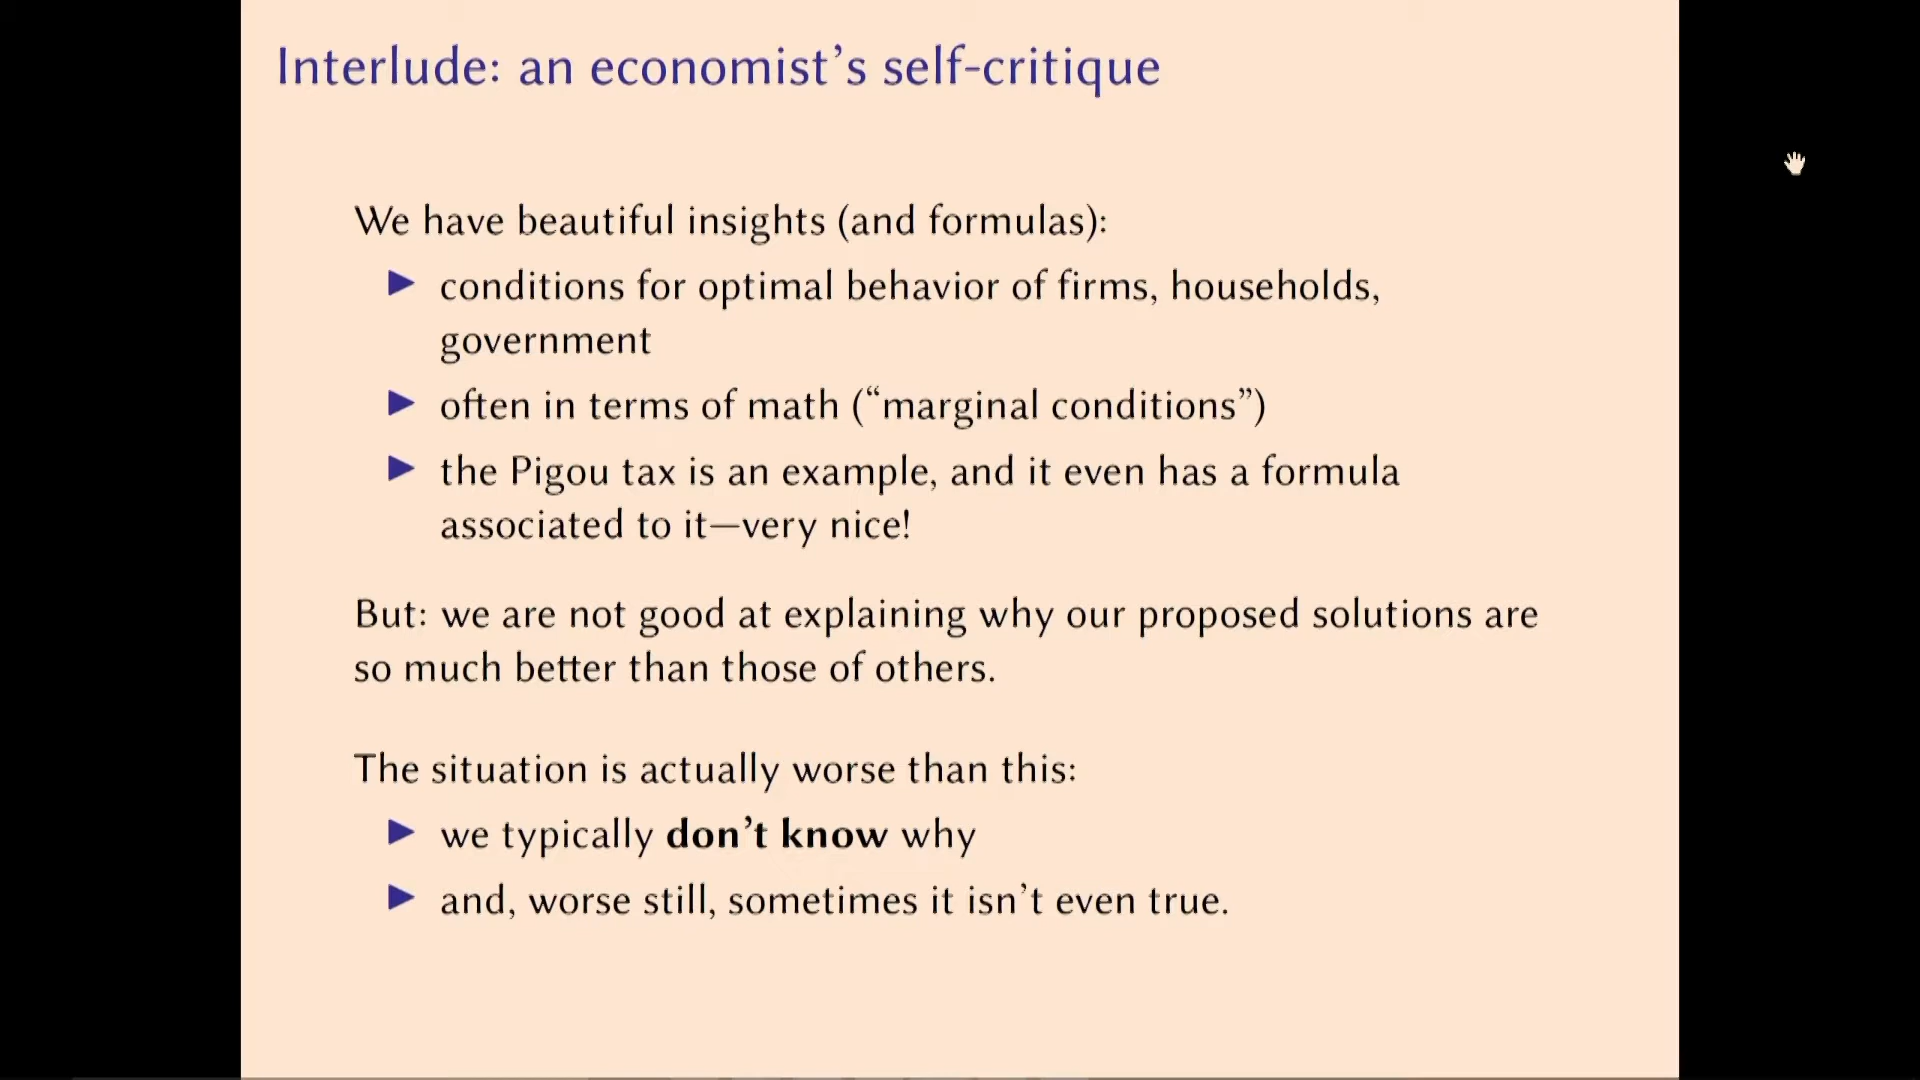 Interlude: an economist’s self-critique
We have beautiful insights (and formulas):
▶ conditions for optimal behavior of firms, households,
government
▶ often in terms of math (“marginal conditions”)
▶ the Pigou tax is an example, and it even has a formula
associated to it—very nice!
But: we are not good at explaining why our proposed solutions are
so much better than those of others.
The situation is actually worse than this:
▶ we typically don’t know why
▶ and, worse still, sometimes it isn’t even true.